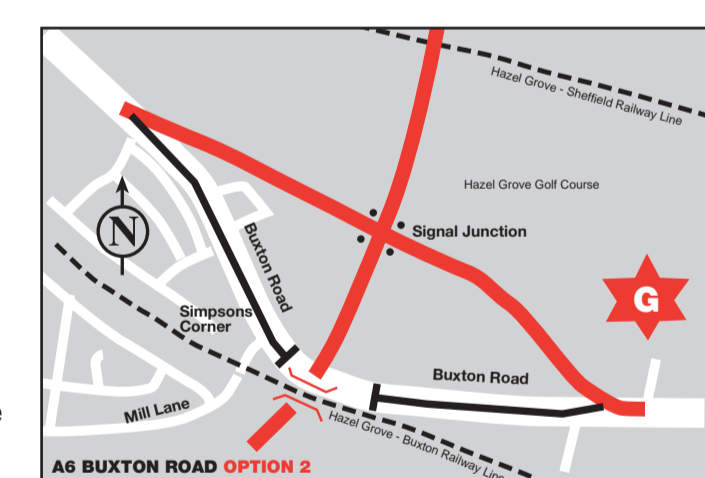 Hazel Grove - Sheffield Railway Line
Hazel Grove Golf Course
Signal Junction
N
G
Buxton Road
Simpsons
Corner
Buxton Road
Mill Lane
Hazel Grove - Buxton Railway Line
e
A6 BUXTON ROAD OPTION 2